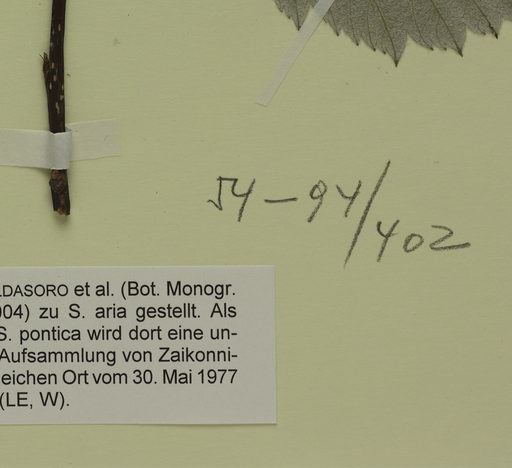 54-94/402
LDASORO et al. (Bot. Monogr.
004) zu S. aria gestellt. Als
S. pontica wird dort eine un-
Aufsammlung von Zaikonni-
eichen Ort vom 30. Mai 1977
(LE, W).